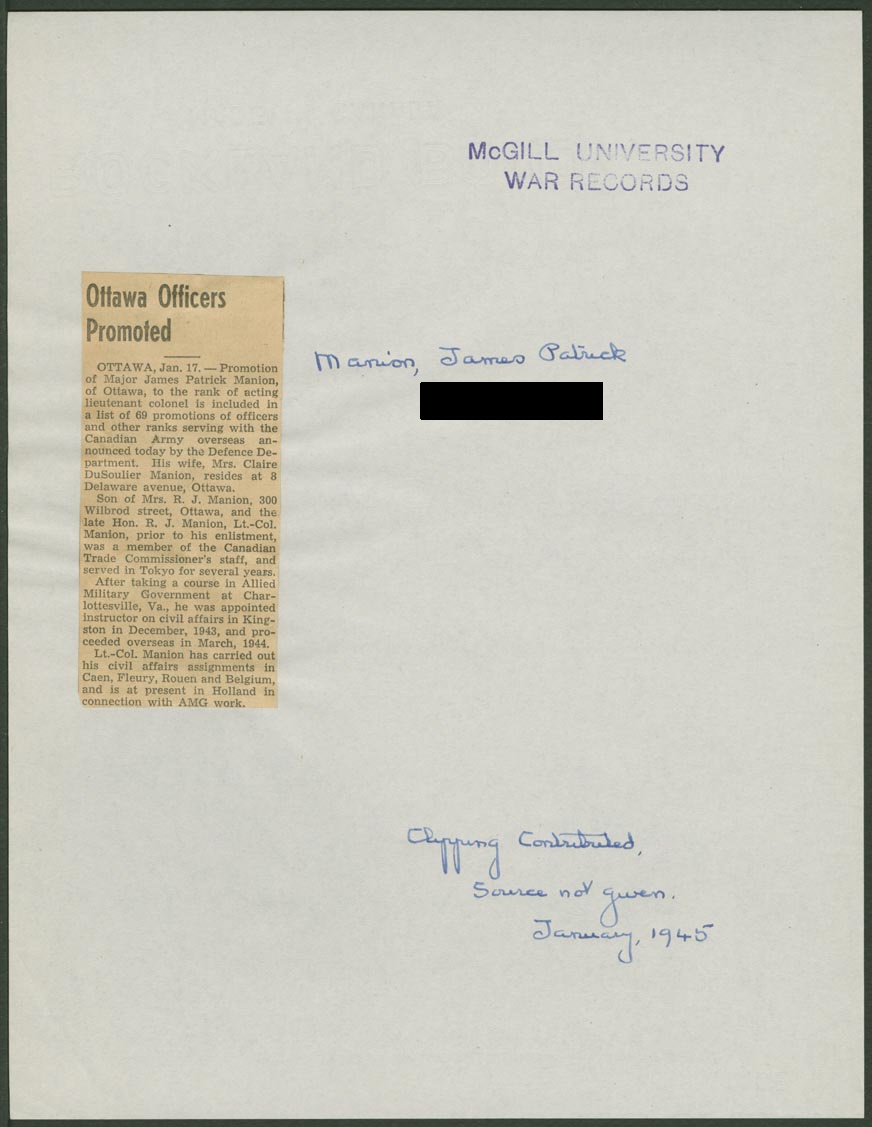 McGILL UNIVERSITY
WAR RECORDS
Ottawa Officers
Promoted
OTTAWA, Jan. 17. — Promotion
of Major James Patrick Manion,
of Ottawa, to the rank of acting
lieutenant colonel is included in
a list of 69 promotions of officers
and other ranks serving with the
Canadian Army overseas an-
nounced today by the Defence De-
partment. His wife, Mrs. Claire
DuSoulier Manion, resides at 8
Delaware avenue, Ottawa.
Son of Mrs. R. J. Manion, 300
Wilbrod street, Ottawa, and the
late Hon. R. J. Manion, Lt.-Col.
Manion, prior to his enlistment,
was a member of the Canadian
Trade Commissioner's staff, and
served in Tokyo for several years.
After taking a course in Allied
Military Government at Char-
lottesville, Va., he was appointed
instructor on civil affairs in King-
ston in December, 1943, and pro-
ceeded overseas in March, 1944.
Lt.-Col. Manion has carried out
his civil affairs assignments in
Caen, Fleury, Rouen and Belgium,
and is at present in Holland in
connection with AMG work.
Manion, James Patrick
Clipping Contributed,
Source not given.
January, 1945